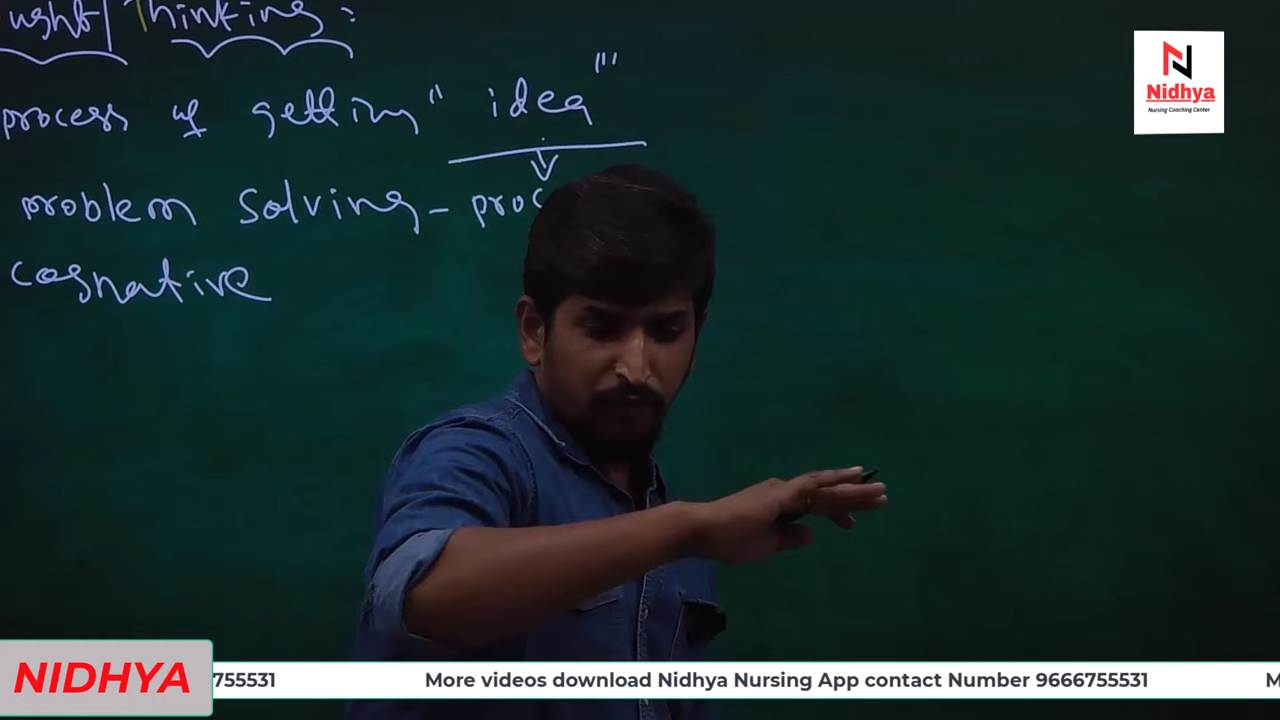 ught/Thinking:
process of getting "idea"
problem solving - proc
cognative
N
Nidhya
Nursing Coaching Center
NIDHYA
755531 More videos download Nidhya Nursing App contact Number 9666755531 M